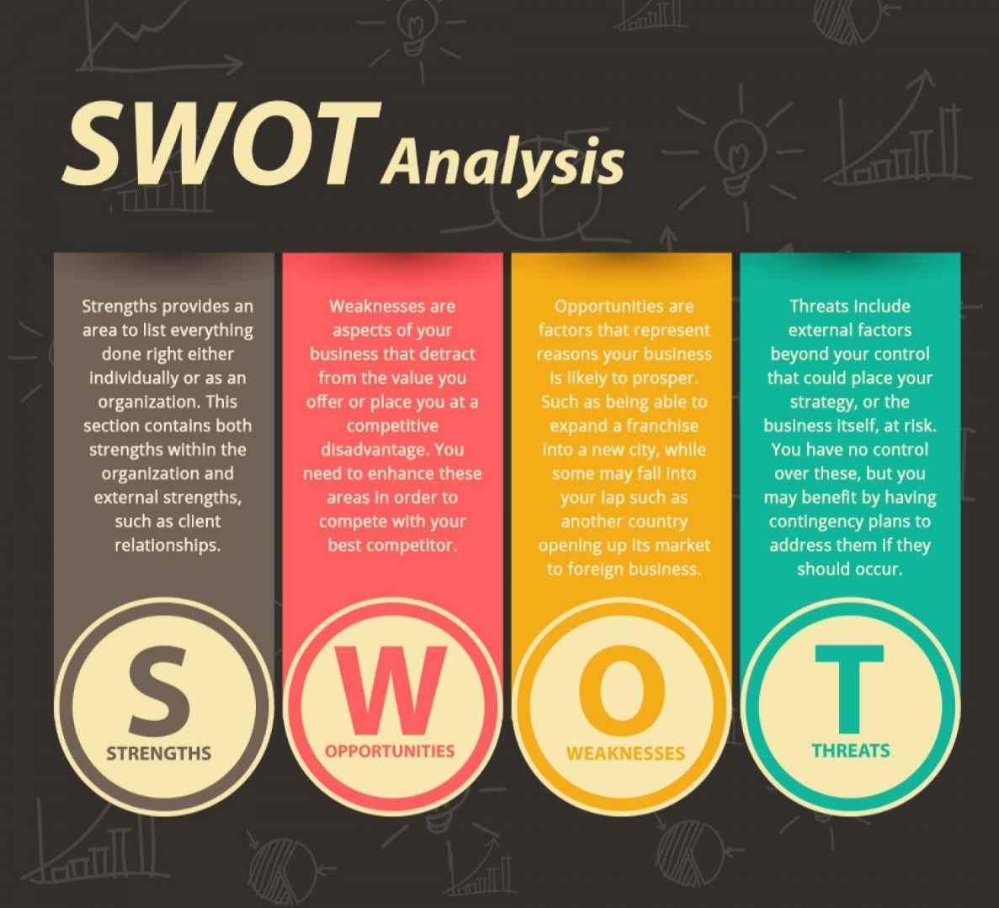 SWOT Analysis
Strengths provides an
area to list everything
done right either
individually or as an
organization. This
section contains both
strengths within the
organization and
external strengths,
such as client
relationships.
S
STRENGTHS
Weaknesses are
aspects of your
business that detract
from the value you
offer or place you at a
competitive
disadvantage. You
need to enhance these
areas in order to
compete with your
best competitor.
W
OPPORTUNITIES
Opportunities are
factors that represent
reasons your business
is likely to prosper.
Such as being able to
expand a franchise
into a new city, while
some may fall into
your lap such as
another country
opening up its market
to foreign business.
O
WEAKNESSES
Threats include
external factors
beyond your control
that could place your
strategy, or the
business itself, at risk.
You have no control
over these, but you
may benefit by having
contingency plans to
address them if they
should occur.
T
THREATS